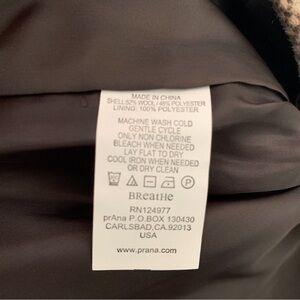 MADE IN CHINA
SHELL 52% WOOL / 48% POLYESTER
LINING: 100% POLYESTER
MACHINE WASH COLD
GENTLE CYCLE
ONLY NON CHLORINE
BLEACH WHEN NEEDED
LAY FLAT TO DRY
COOL IRON WHEN NEEDED
OR DRY CLEAN
BReatHe
RN124977
prAna P.O.BOX 130430
CARLSBAD,CA.92013
USA
www.prana.com